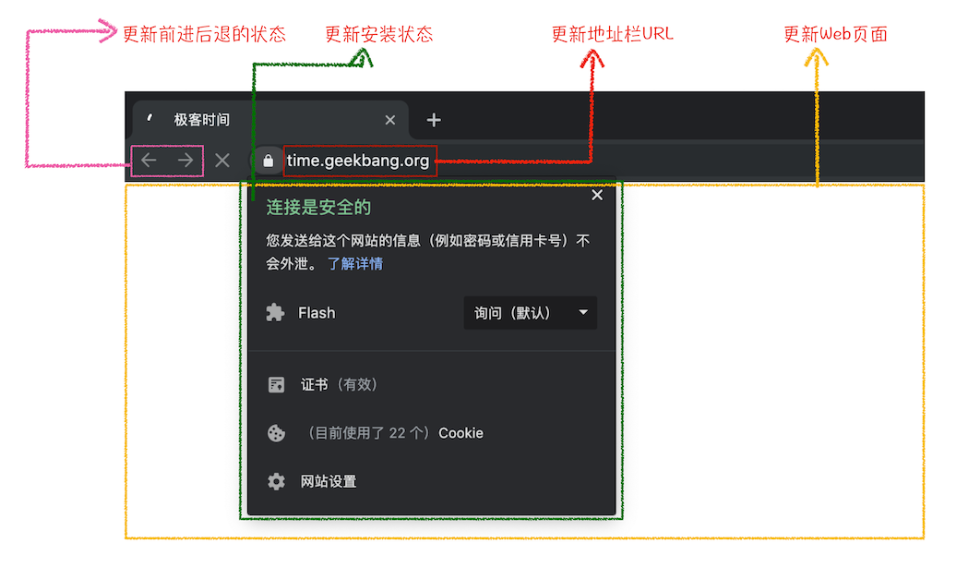 更新前进后退的状态
更新安装状态
更新地址栏URL
更新Web页面
极客时间
time.geekbang.org
连接是安全的
您发送给这个网站的信息（例如密码或信用卡号）不
会外泄。 了解详情
Flash
询问（默认）
证书（有效）
（目前使用了 22 个）Cookie
网站设置